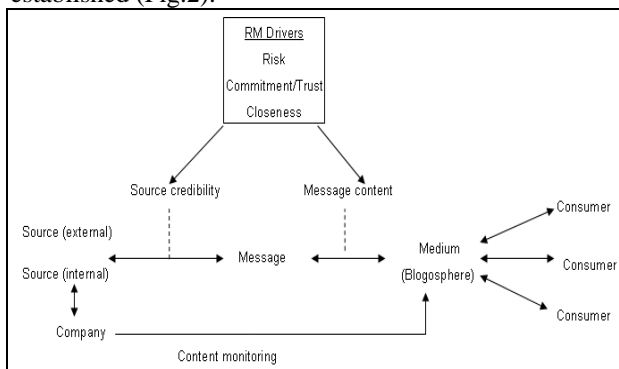 established (Fig.2).
RM Drivers
Risk
Commitment/Trust
Closeness
Source credibility
Message content
Consumer
Source (external)
Medium
Message
(Blogosphere)
Consumer
Source (internal)
Consumer
Company
Content monitoring